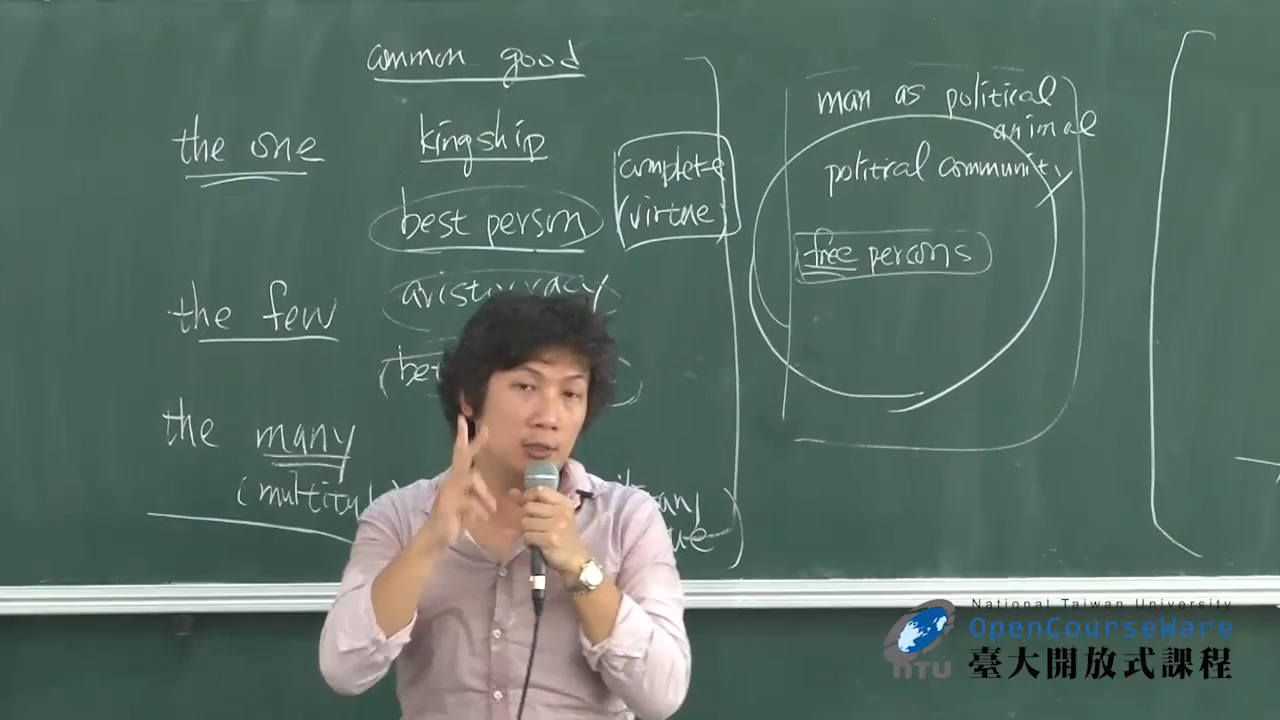 common good
the one
kingship
best person
complete
virtue
the few
aristocracy
the many
man as political
animal
political community
free persons
National Taiwan University
OpenCourseWare
臺大開放式課程
NTU